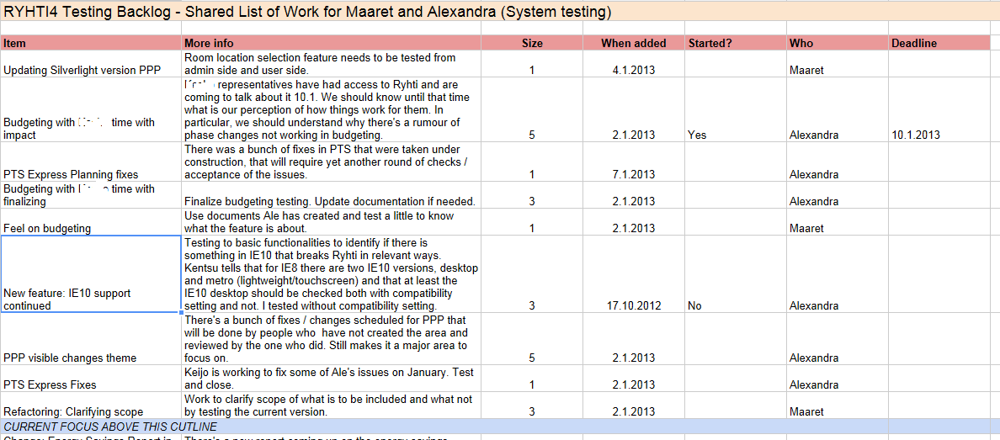 RYHTI4 Testing Backlog - Shared List of Work for Maaret and Alexandra (System testing)
Item More info Size When added Started? Who Deadline
Room location selection feature needs to be tested from
Updating Silverlight version PPP admin side and user side. 1 4.1.2013 Maaret
representatives have had access to Ryhti and are
coming to talk about it 10.1. We should know until that time
what is our perception of how things work for them. In
Budgeting with time with particular, we should understand why there's a rumour of
impact phase changes not working in budgeting. 5 2.1.2013 Yes Alexandra 10.1.2013
There was a bunch of fixes in PTS that were taken under
construction, that will require yet another round of checks /
PTS Express Planning fixes acceptance of the issues. 1 7.1.2013 Alexandra
Budgeting with time with
finalizing Finalize budgeting testing. Update documentation if needed. 3 2.1.2013 Alexandra
Use documents Ale has created and test a little to know
Feel on budgeting what the feature is about. 1 2.1.2013 Maaret
Testing to basic functionalities to identify if there is
something in IE10 that breaks Ryhti in relevant ways.
Kentsu tells that for IE8 there are two IE10 versions, desktop
and metro (lightweight/touchscreen) and that at least the
New feature: IE10 support IE10 desktop should be checked both with compatibility
continued setting and not. I tested without compatibility setting. 3 17.10.2012 No Alexandra
There's a bunch of fixes / changes scheduled for PPP that
will be done by people who have not created the area and
reviewed by the one who did. Still makes it a major area to
PPP visible changes theme focus on. 5 2.1.2013 Alexandra
Keijo is working to fix some of Ale's issues on January. Test
PTS Express Fixes and close. 1 2.1.2013 Alexandra
Work to clarify scope of what is to be included and what not
Refactoring: Clarifying scope by testing the current version. 3 2.1.2013 Maaret
CURRENT FOCUS ABOVE THIS CUTLINE